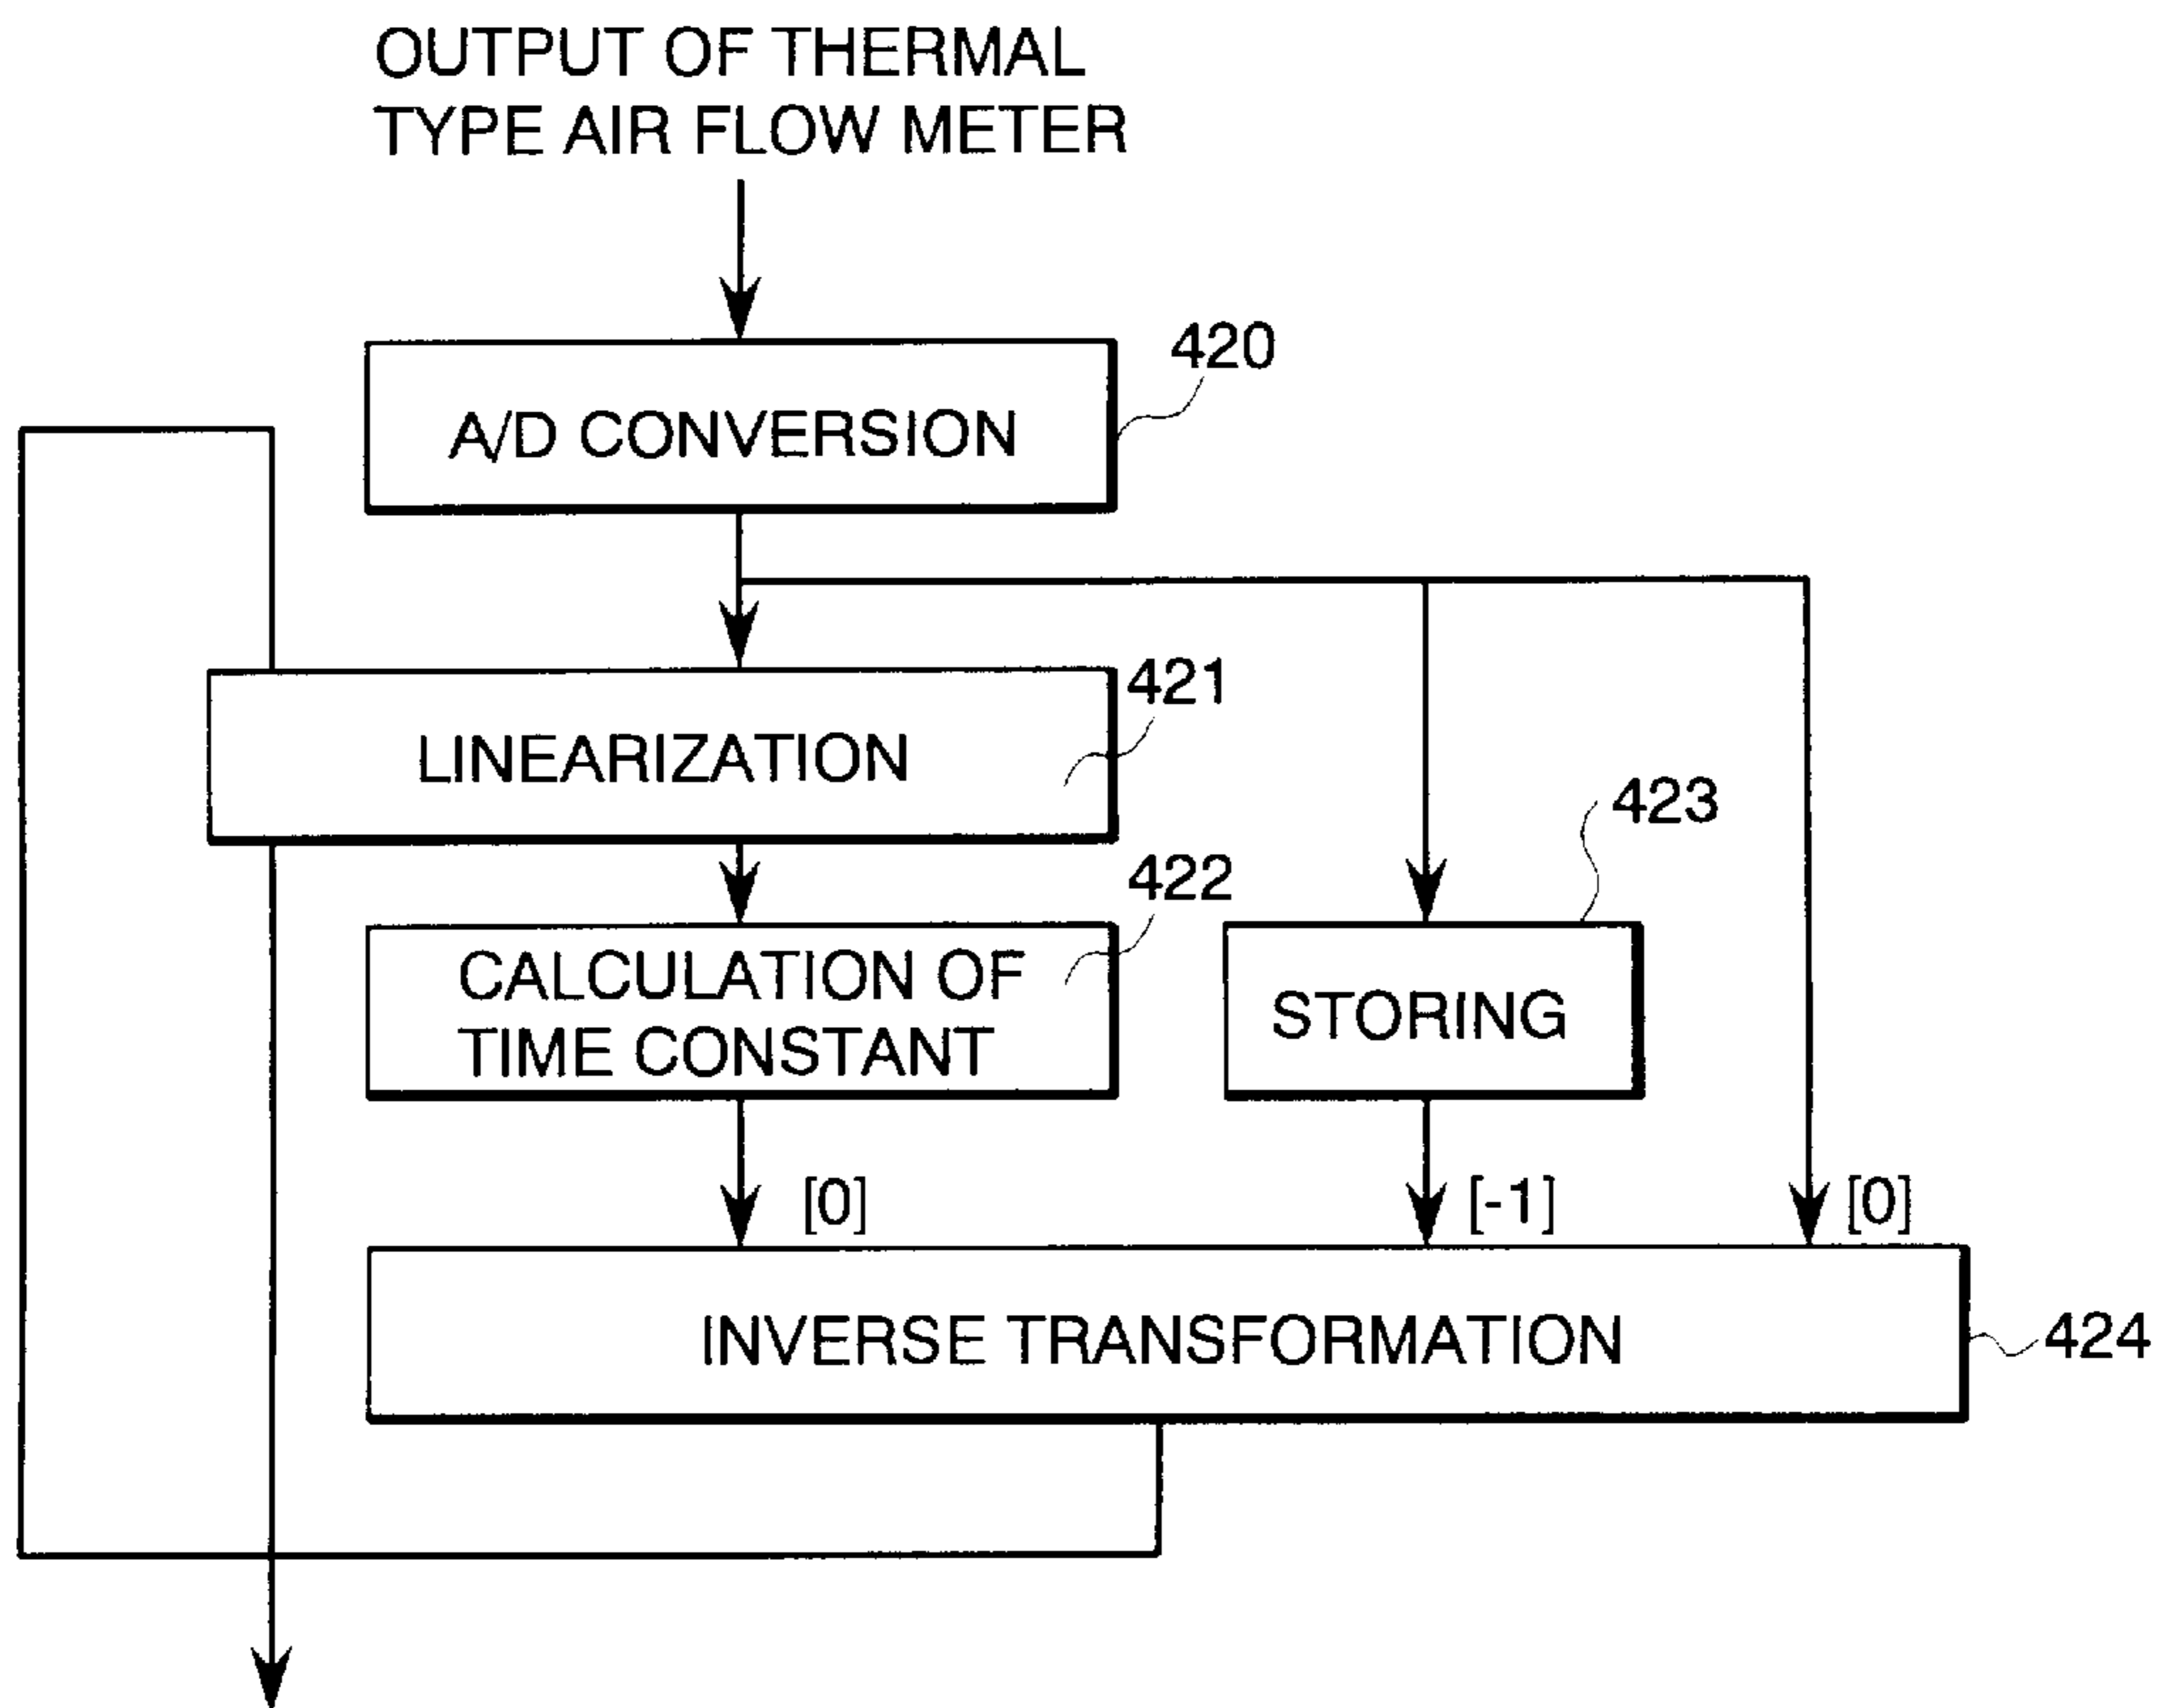 OUTPUT OF THERMAL
TYPE AIR FLOW METER
420
A/D CONVERSION
421
LINEARIZATION
423
422
CALCULATION OF
TIME CONSTANT
STORING
[0]
[-1]
[0]
INVERSE TRANSFORMATION
424